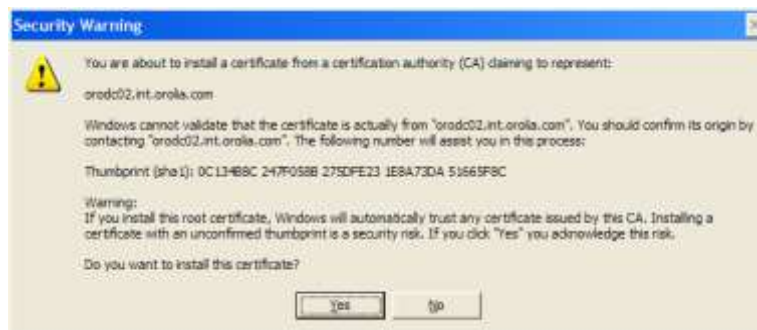 Security Warning
You are about to install a certificate from a certification authority (CA) claiming to represent:
orodc02.int.orolia.com
Windows cannot validate that the certificate is actually from "orodc02.int.orolia.com". You should confirm its origin by
contacting "orodc02.int.orolia.com". The following number will assist you in this process:
Thumbprint (sha1): 0C134B8C 247F058B 275DFE23 1E8A73DA 51665F8C
Warning:
If you install this root certificate, Windows will automatically trust any certificate issued by this CA. Installing a
certificate with an unconfirmed thumbprint is a security risk. If you click "Yes" you acknowledge this risk.
Do you want to install this certificate?
Yes No